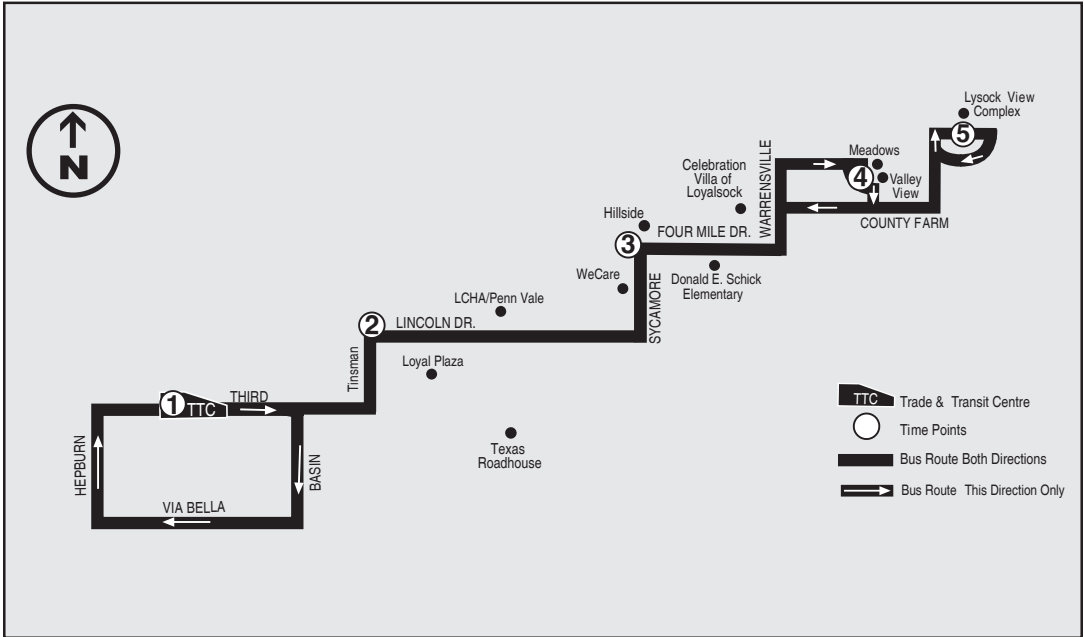 Lysock View
Complex
5
N
WARRENSVILLE
Meadows
4
Valley
View
Celebration
Villa of
Loyalsock
COUNTY FARM
Hillside
FOUR MILE DR.
3
WeCare
Donald E. Schick
Elementary
SYCAMORE
LCHA/Penn Vale
2
LINCOLN DR.
Tinsman
Loyal Plaza
1
TTC
THIRD
HEPBURN
BASIN
VIA BELLA
Texas
Roadhouse
TTC
Trade & Transit Centre
Time Points
Bus Route Both Directions
Bus Route This Direction Only